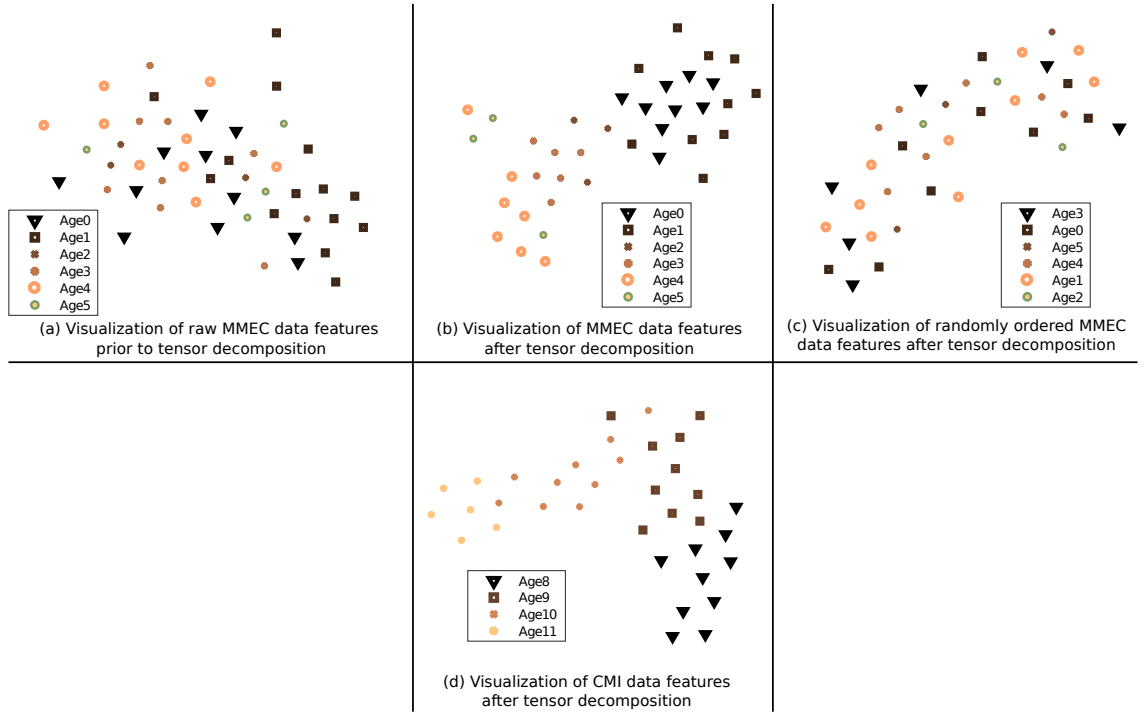 Age0
Age1
Age2
Age3
Age4
Age5
(a) Visualization of raw MMEC data features
prior to tensor decomposition
Age0
Age1
Age2
Age3
Age4
Age5
(b) Visualization of MMEC data features
after tensor decomposition
Age3
Age0
Age5
Age4
Age1
Age2
(c) Visualization of randomly ordered MMEC
data features after tensor decomposition
Age8
Age9
Age10
Age11
(d) Visualization of CMI data features
after tensor decomposition